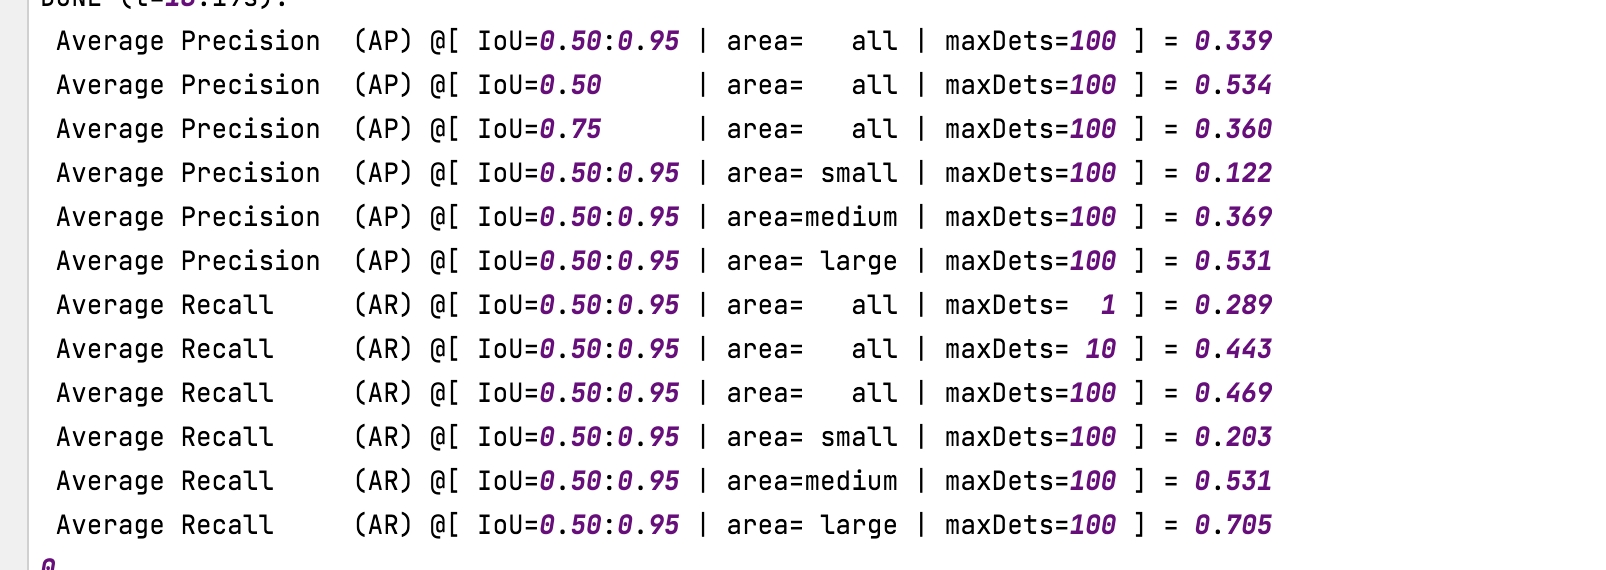 DONE (t=
 Average Precision  (AP) @[ IoU=0.50:0.95 | area=   all | maxDets=100 ] = 0.339
 Average Precision  (AP) @[ IoU=0.50      | area=   all | maxDets=100 ] = 0.534
 Average Precision  (AP) @[ IoU=0.75      | area=   all | maxDets=100 ] = 0.360
 Average Precision  (AP) @[ IoU=0.50:0.95 | area= small | maxDets=100 ] = 0.122
 Average Precision  (AP) @[ IoU=0.50:0.95 | area=medium | maxDets=100 ] = 0.369
 Average Precision  (AP) @[ IoU=0.50:0.95 | area= large | maxDets=100 ] = 0.531
 Average Recall     (AR) @[ IoU=0.50:0.95 | area=   all | maxDets=  1 ] = 0.289
 Average Recall     (AR) @[ IoU=0.50:0.95 | area=   all | maxDets= 10 ] = 0.443
 Average Recall     (AR) @[ IoU=0.50:0.95 | area=   all | maxDets=100 ] = 0.469
 Average Recall     (AR) @[ IoU=0.50:0.95 | area= small | maxDets=100 ] = 0.203
 Average Recall     (AR) @[ IoU=0.50:0.95 | area=medium | maxDets=100 ] = 0.531
 Average Recall     (AR) @[ IoU=0.50:0.95 | area= large | maxDets=100 ] = 0.705